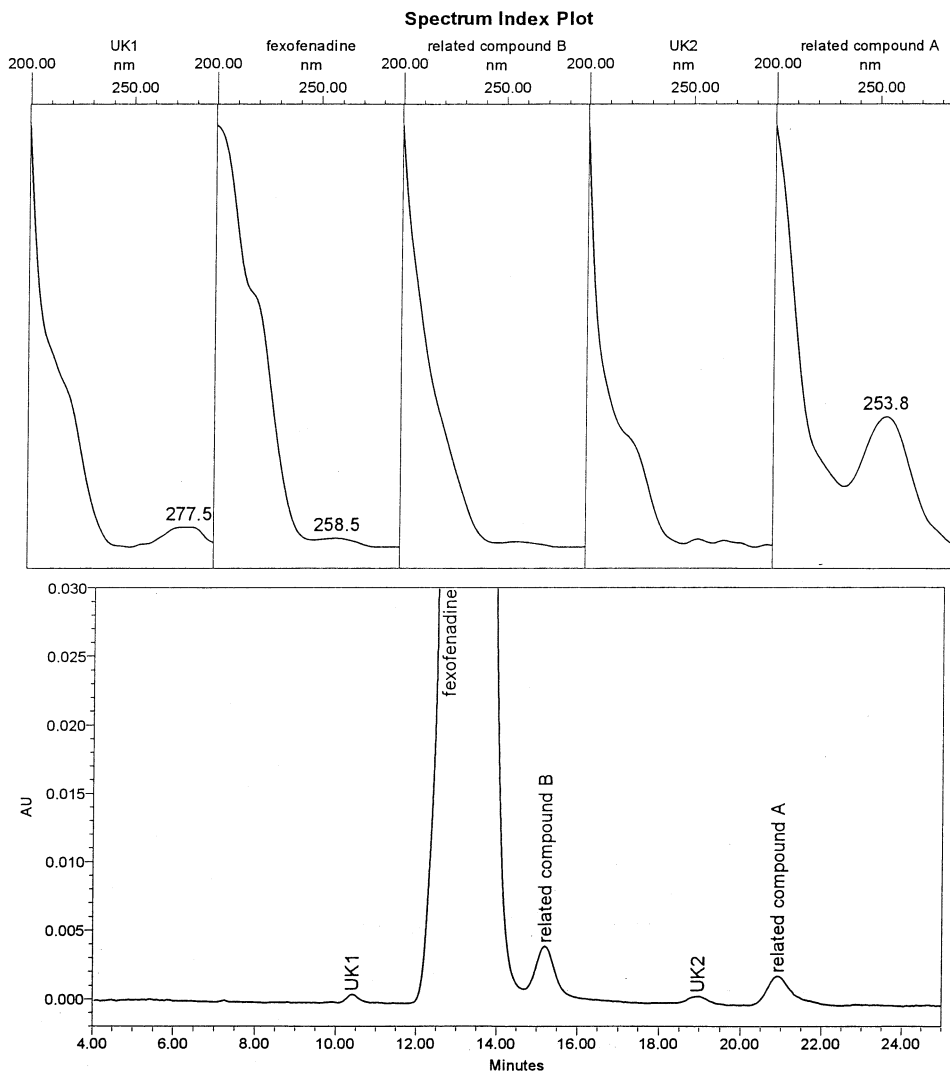 Spectrum Index Plot
UK1 fexofenadine related compound B UK2 related compound A
200.00 nm 200.00 nm 200.00 nm 200.00 nm 200.00 nm
250.00 250.00 250.00 250.00 250.00
253.8
277.5
258.5
0.030
fexofenadine
0.025
0.020
0.015
AU
0.010
related compound B
related compound A
0.005
UK1
UK2
0.000
4.00 6.00 8.00 10.00 12.00 14.00 16.00 18.00 20.00 22.00 24.00
Minutes